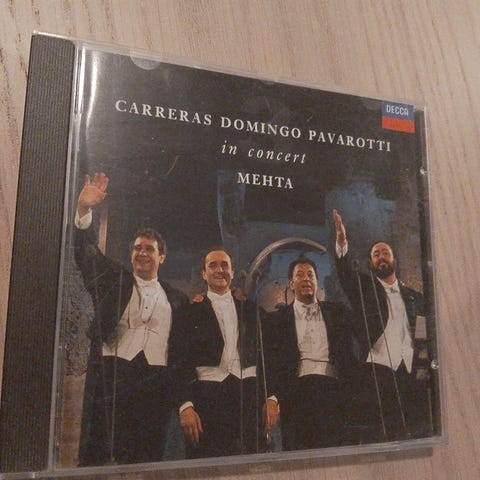 CARRERAS DOMINGO PAVAROTTI
in concert
MEHTA
DECCA